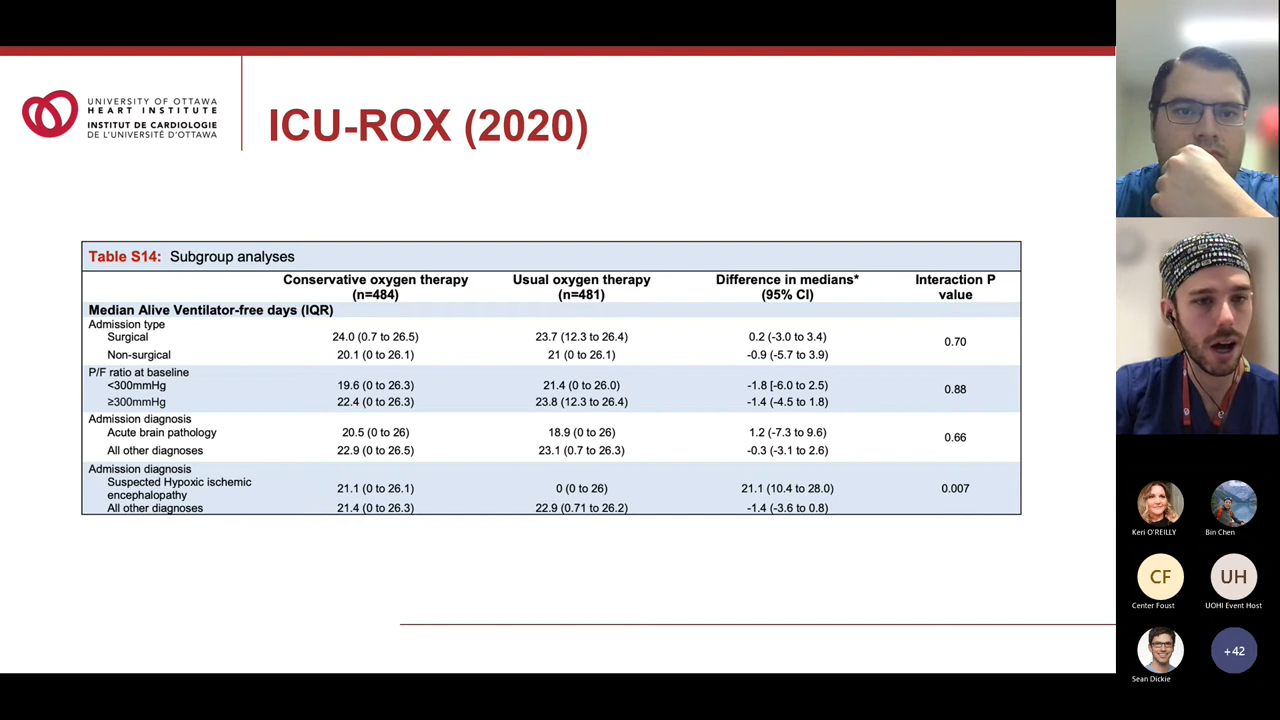 UNIVERSITY OF OTTAWA
HEART INSTITUTE
INSTITUT DE CARDIOLOGIE
DE L'UNIVERSITÉ D'OTTAWA
ICU-ROX (2020)
Table S14: Subgroup analyses
Conservative oxygen therapy (n=484) Usual oxygen therapy (n=481) Difference in medians* (95% CI) Interaction P value
Median Alive Ventilator-free days (IQR)
Admission type
Surgical 24.0 (0.7 to 26.5) 23.7 (12.3 to 26.4) 0.2 (-3.0 to 3.4) 0.70
Non-surgical 20.1 (0 to 26.1) 21 (0 to 26.1) -0.9 (-5.7 to 3.9)
P/F ratio at baseline
<300mmHg 19.6 (0 to 26.3) 21.4 (0 to 26.0) -1.8 [-6.0 to 2.5) 0.88
≥300mmHg 22.4 (0 to 26.3) 23.8 (12.3 to 26.4) -1.4 (-4.5 to 1.8)
Admission diagnosis
Acute brain pathology 20.5 (0 to 26) 18.9 (0 to 26) 1.2 (-7.3 to 9.6) 0.66
All other diagnoses 22.9 (0 to 26.5) 23.1 (0.7 to 26.3) -0.3 (-3.1 to 2.6)
Admission diagnosis
Suspected Hypoxic ischemic
encephalopathy 21.1 (0 to 26.1) 0 (0 to 26) 21.1 (10.4 to 28.0) 0.007
All other diagnoses 21.4 (0 to 26.3) 22.9 (0.71 to 26.2) -1.4 (-3.6 to 0.8)
Keri O'REILLY
Bin Chen
CF
UH
Center Foust
UOHI Event Host
Sean Dickie
+42